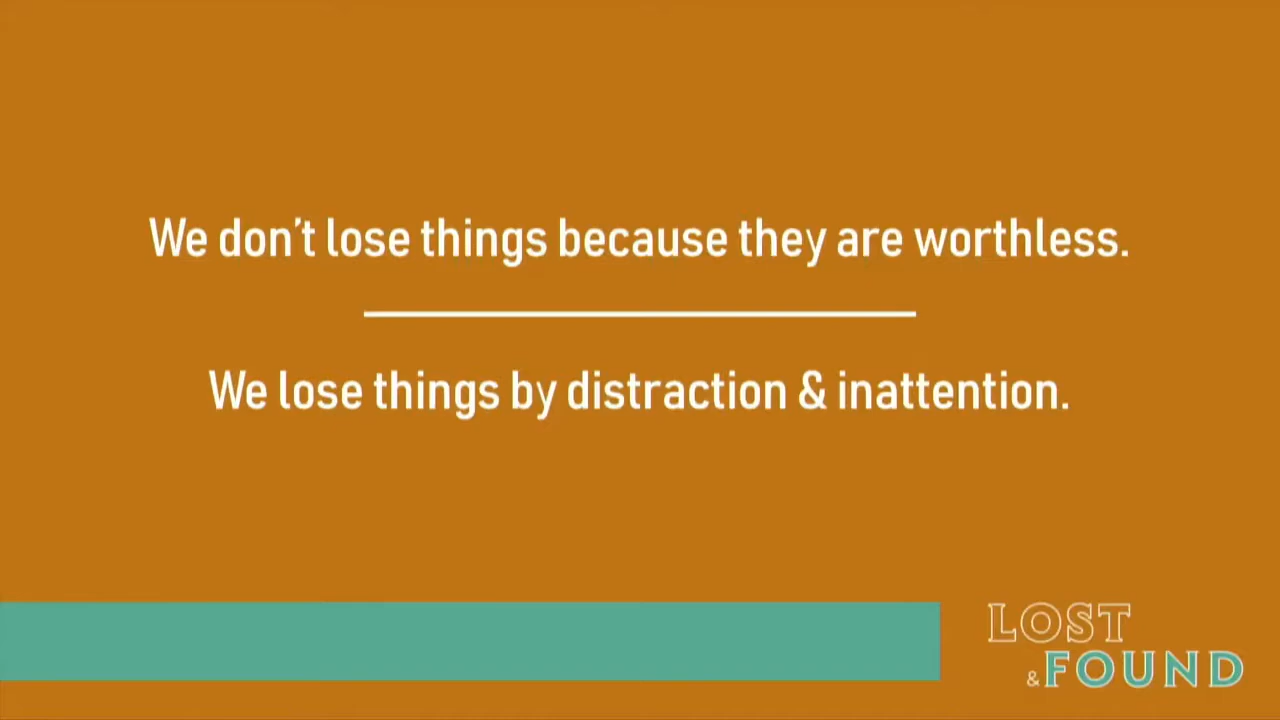 We don’t lose things because they are worthless.
We lose things by distraction & inattention.
LOST
&FOUND